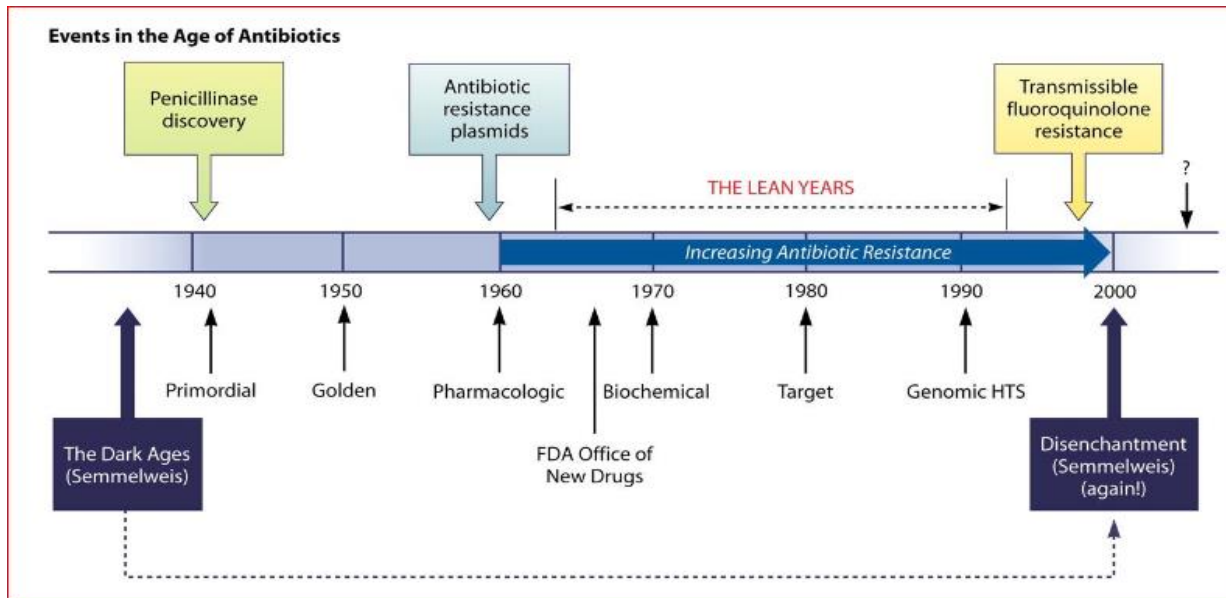 Events in the Age of Antibiotics
Penicillinase
discovery
Antibiotic
resistance
plasmids
Transmissible
fluoroquinolone
resistance
THE LEAN YEARS
?
Increasing Antibiotic Resistance
1940
1950
1960
1970
1980
1990
2000
Primordial
Golden
Pharmacologic
Biochemical
Target
Genomic HTS
The Dark Ages
(Semmelweis)
FDA Office of
New Drugs
Disenchantment
(Semmelweis)
(again!)